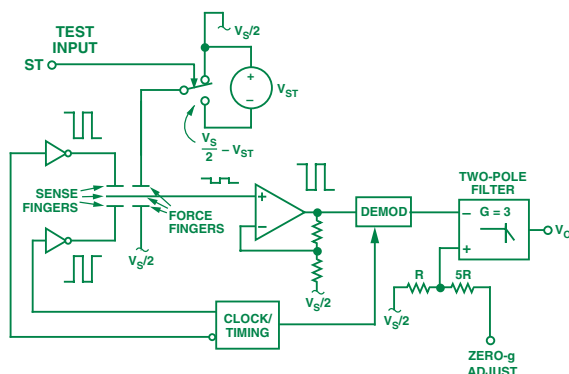 TEST
INPUT
ST
VS/2
+
–
VST
VS/2 – VST
SENSE
FINGERS
FORCE
FINGERS
VS/2
+
–
VS/2
DEMOD
TWO-POLE
FILTER
G = 3
–
+
VO
R
5R
VS/2
CLOCK/
TIMING
ZERO-g
ADJUST